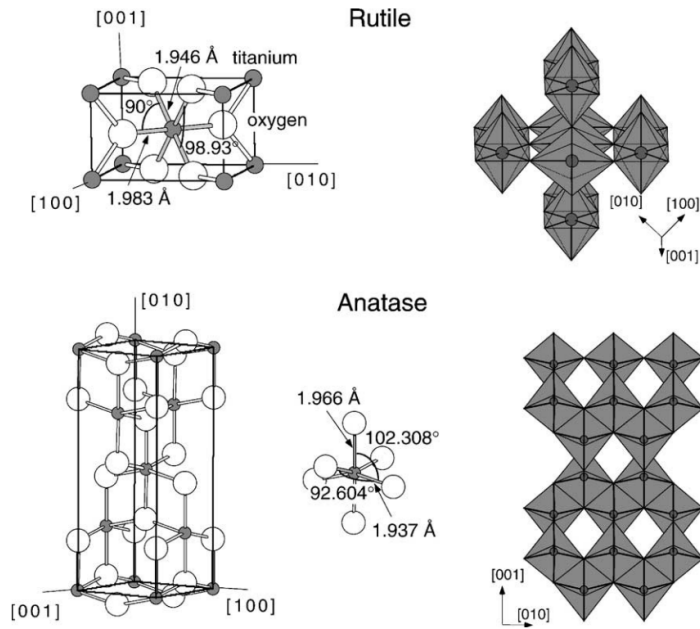 Rutile
[001]
1.946 Å
titanium
90°
oxygen
98.93°
[010]
[100]
1.983 Å
[010]
[100]
[001]
Anatase
[010]
1.966 Å
102.308°
92.604°
1.937 Å
[001]
[100]
[001]
[010]